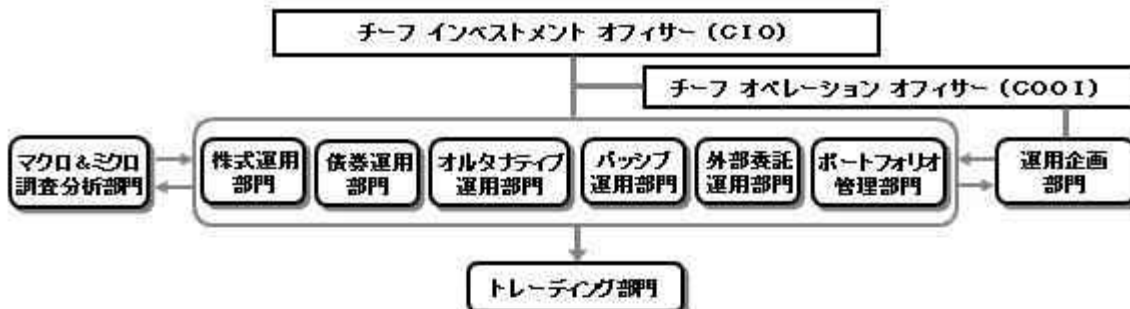 チーフ インベストメント オフィサー（CIO）
チーフ オペレーション オフィサー（COOI）
マクロ&ミクロ
調査分析部門
株式運用
部門
債券運用
部門
オルタナティブ
運用部門
パッシブ
運用部門
外部委託
運用部門
ポートフォリオ
管理部門
運用企画
部門
トレーディング部門